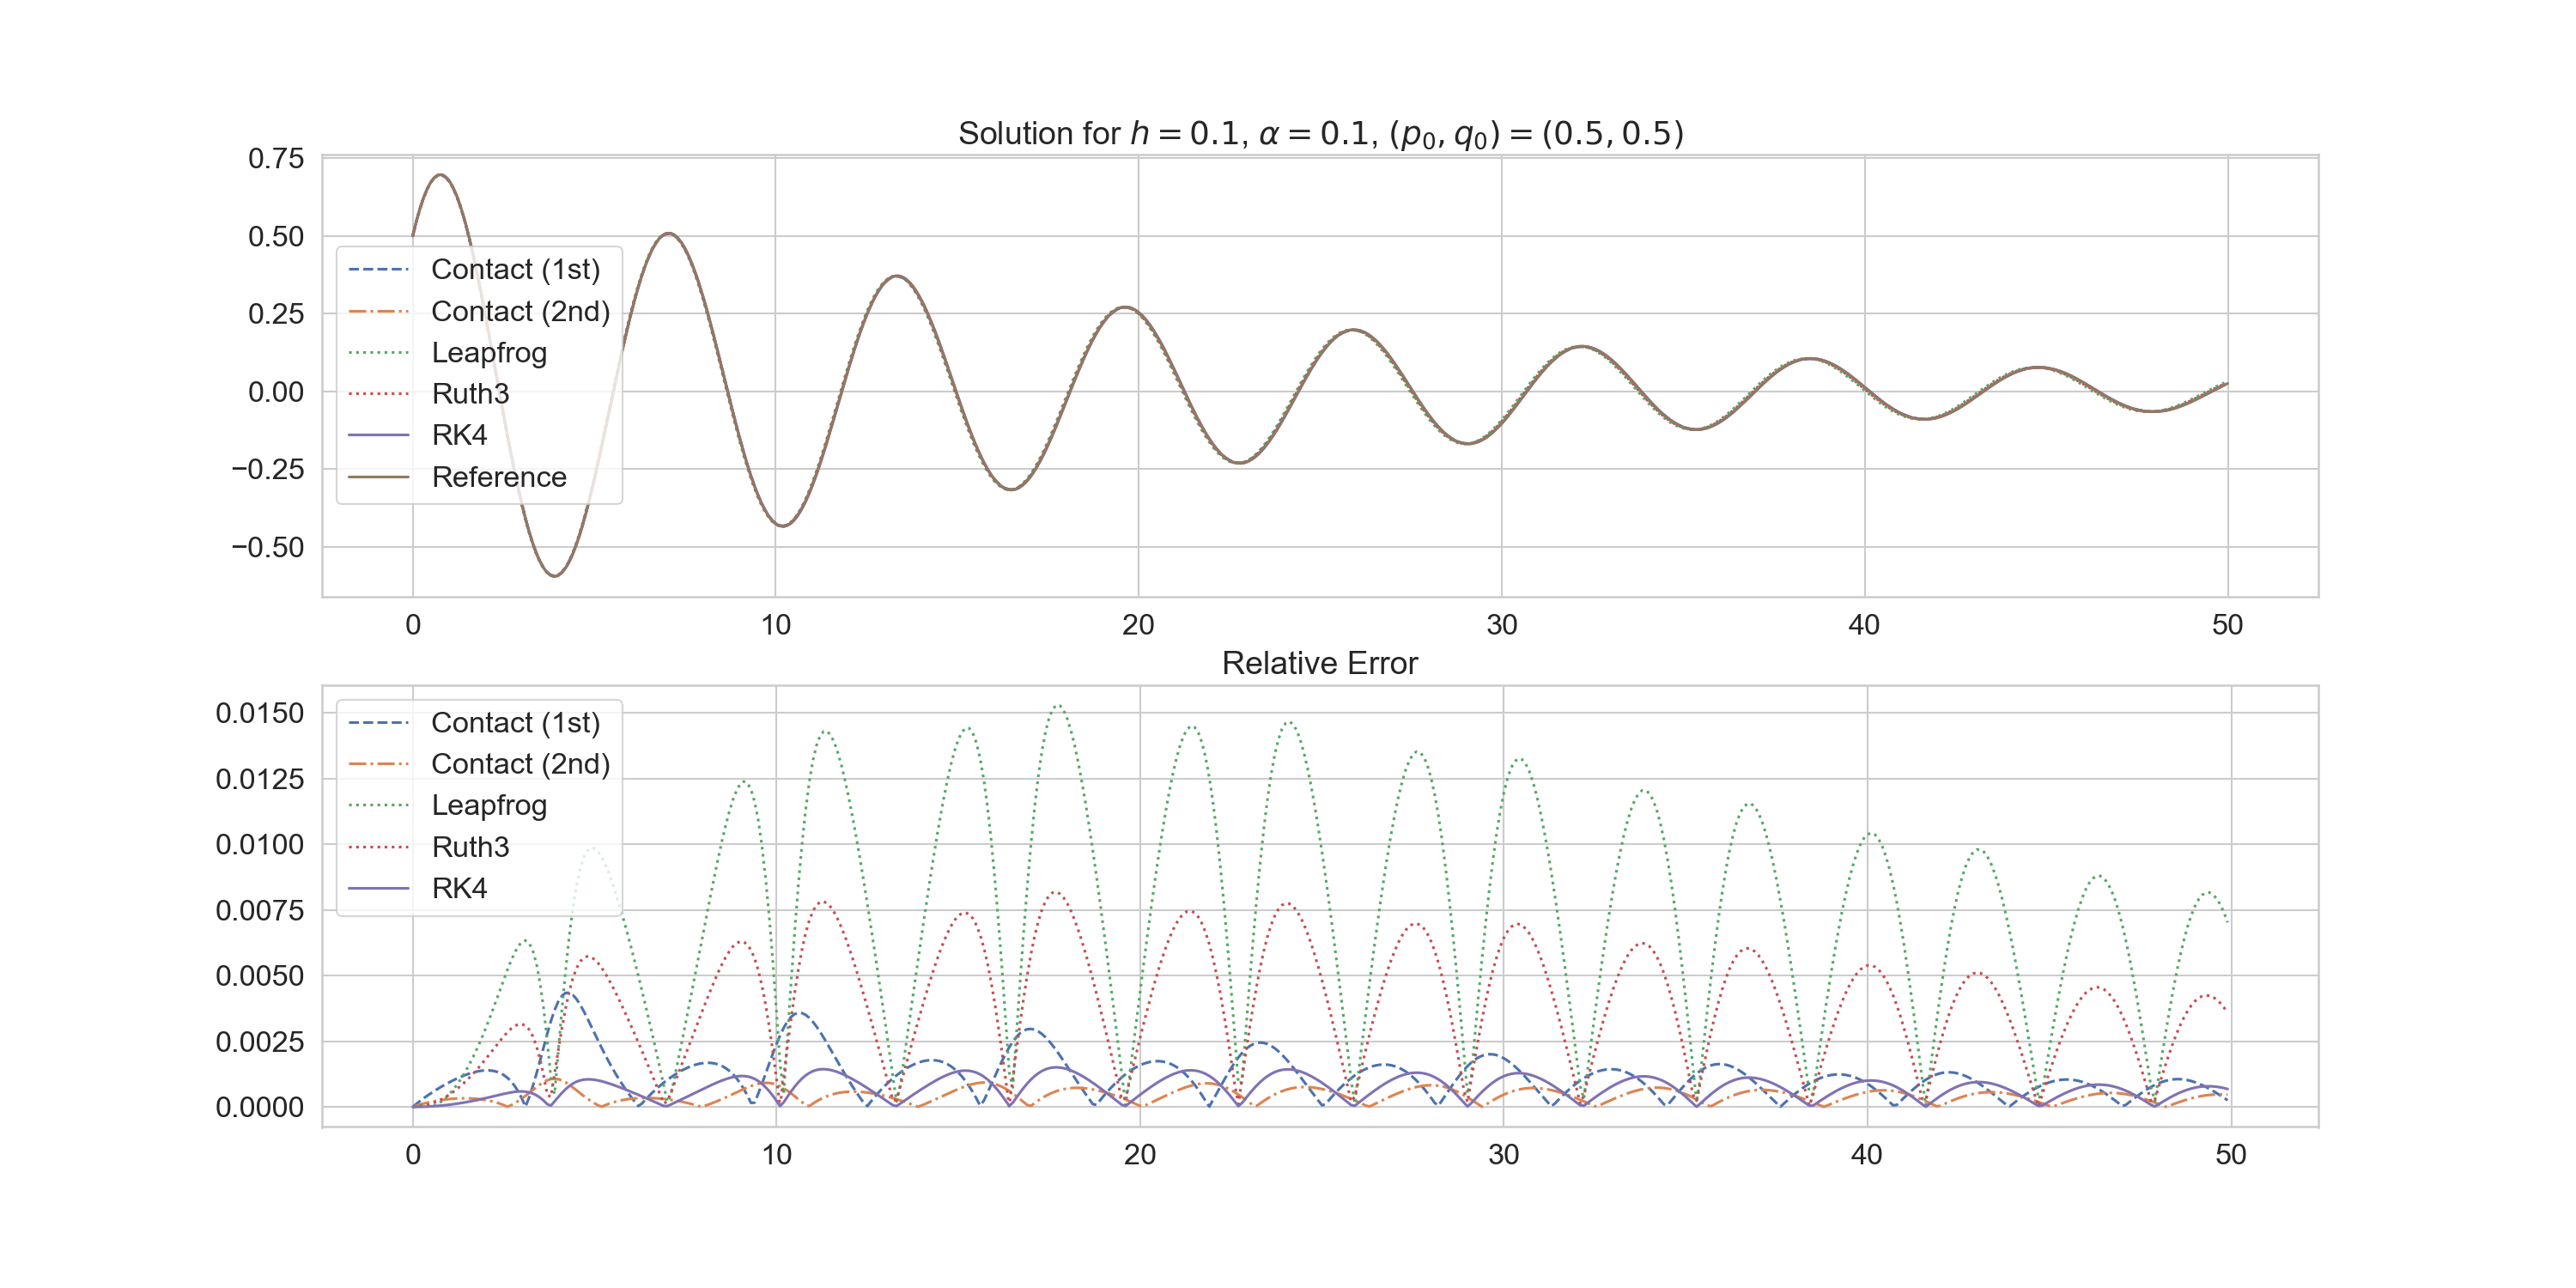 Solution for h = 0.1, α = 0.1, (p₀, q₀) = (0.5, 0.5)
0.75
0.50
0.25
0.00
−0.25
−0.50
Contact (1st)
Contact (2nd)
Leapfrog
Ruth3
RK4
Reference
0 10 20 30 40 50
Relative Error
0.0150
0.0125
0.0100
0.0075
0.0050
0.0025
0.0000
Contact (1st)
Contact (2nd)
Leapfrog
Ruth3
RK4
0 10 20 30 40 50